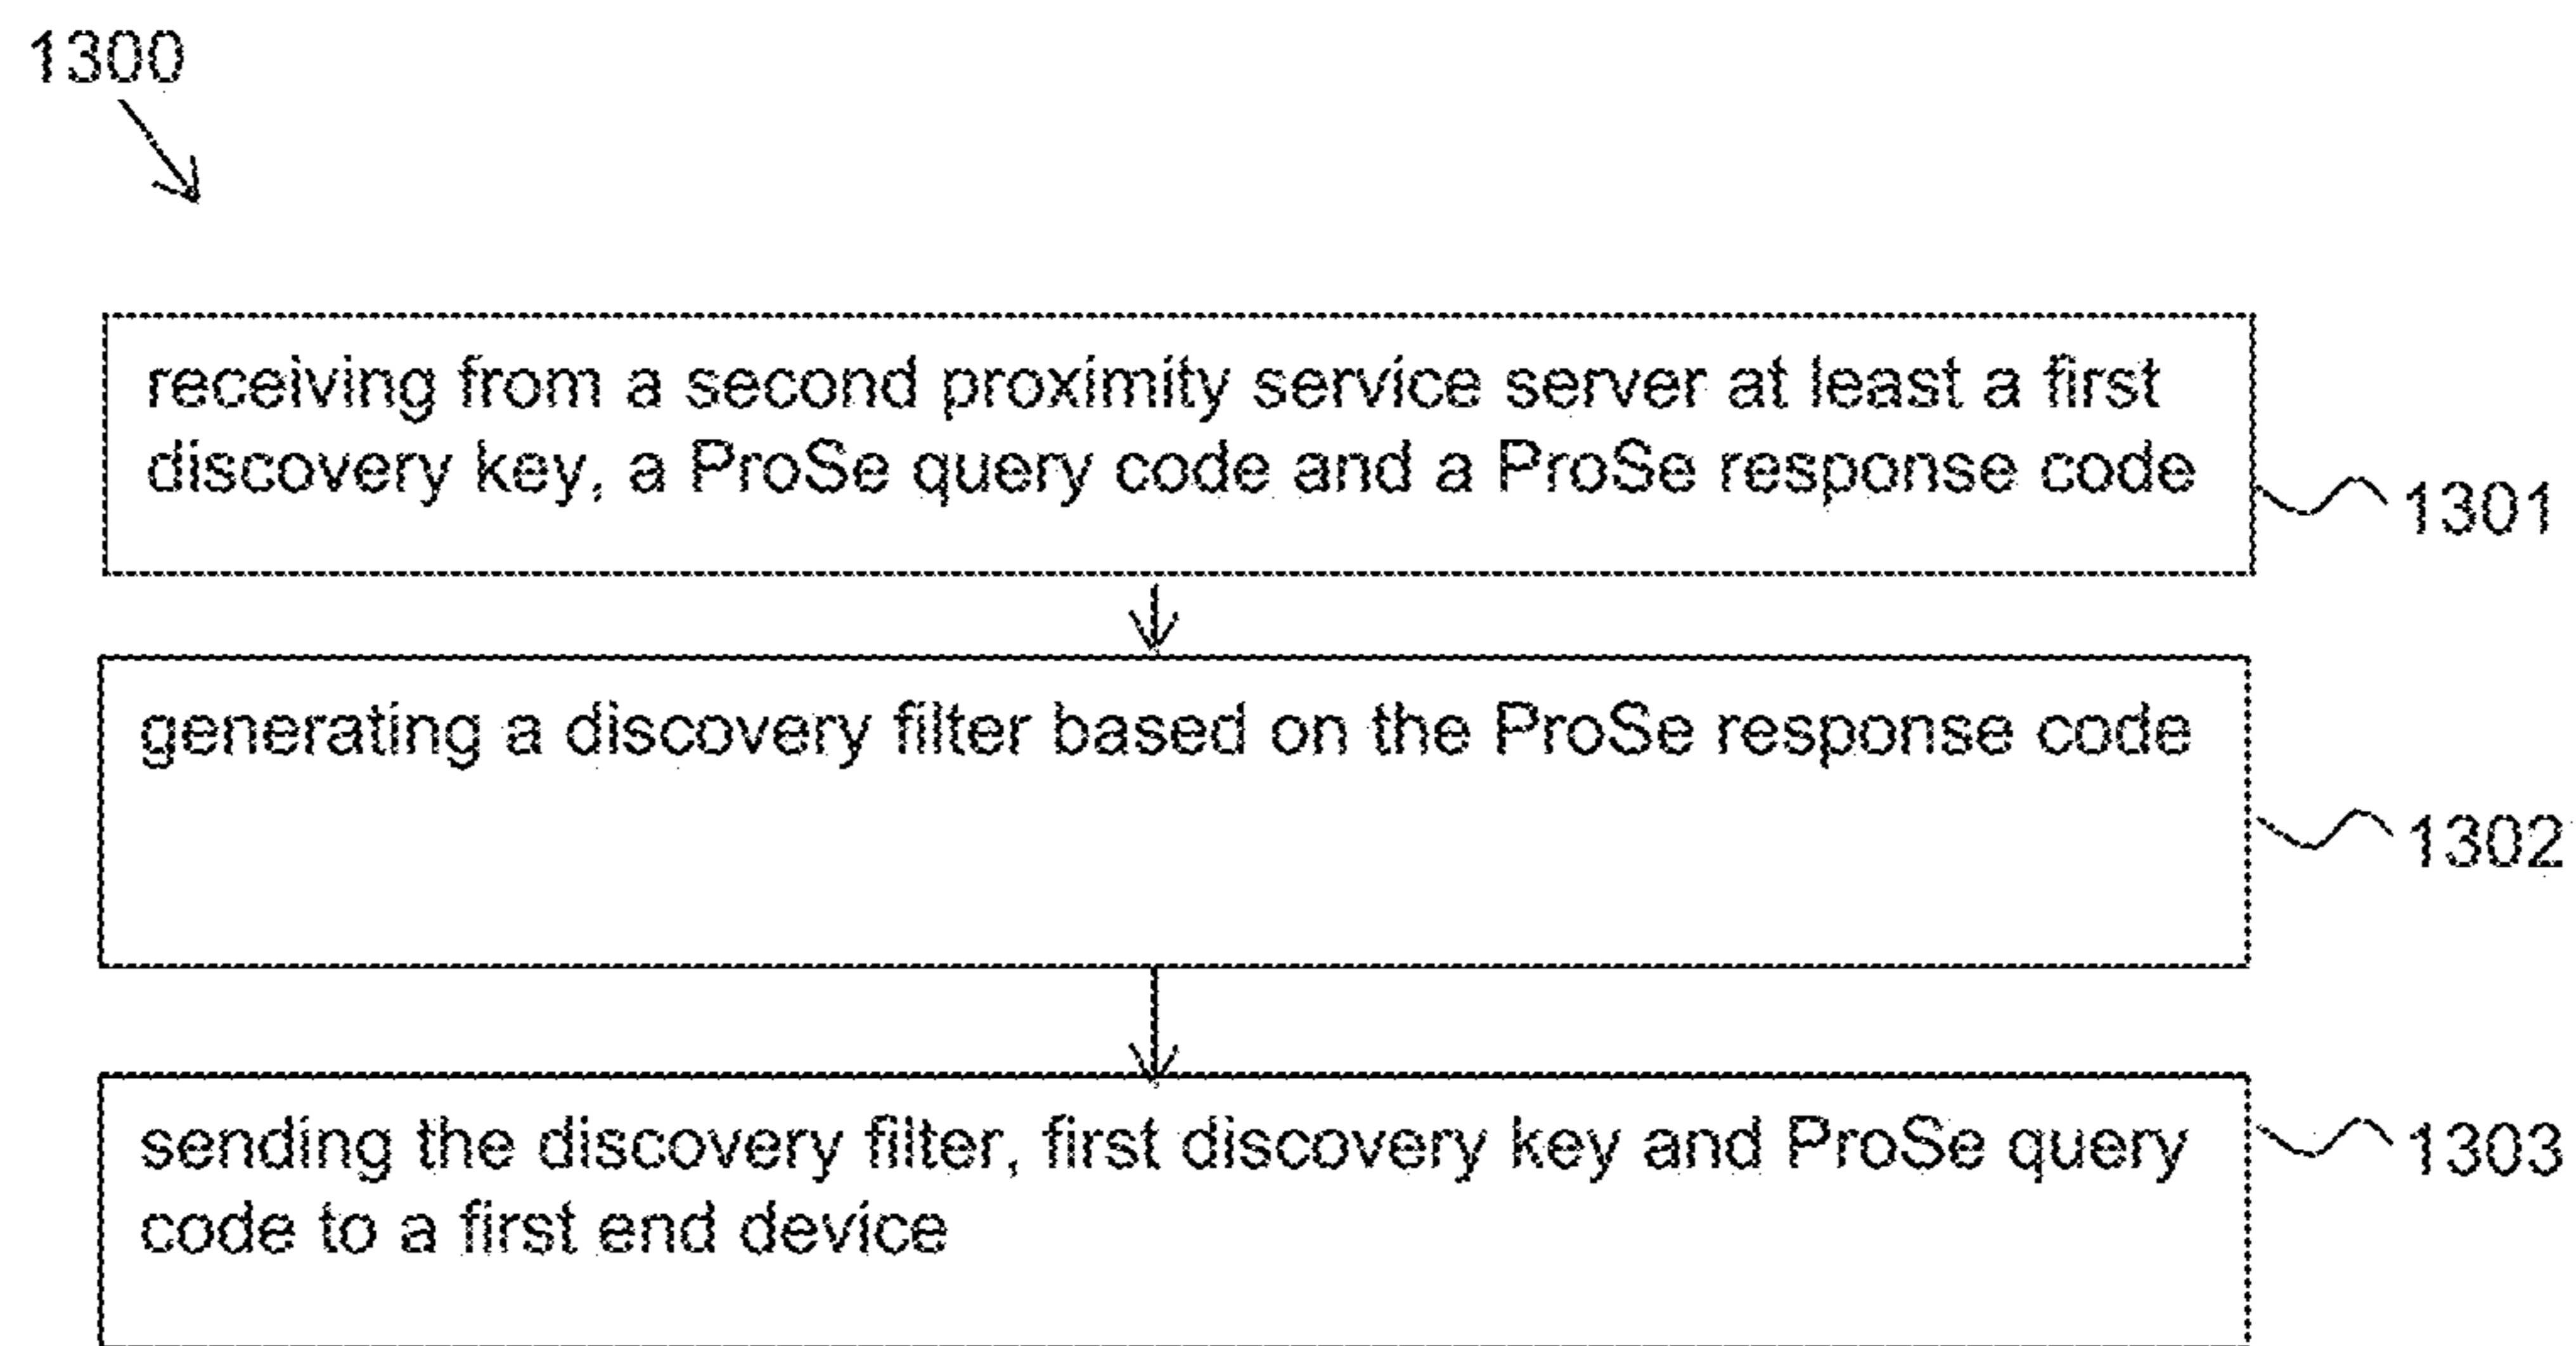 1300
receiving from a second proximity service server at least a first
discovery key, a ProSe query code and a ProSe response code
1301
generating a discovery filter based on the ProSe response code
1302
sending the discovery filter, first discovery key and ProSe query
code to a first end device
1303